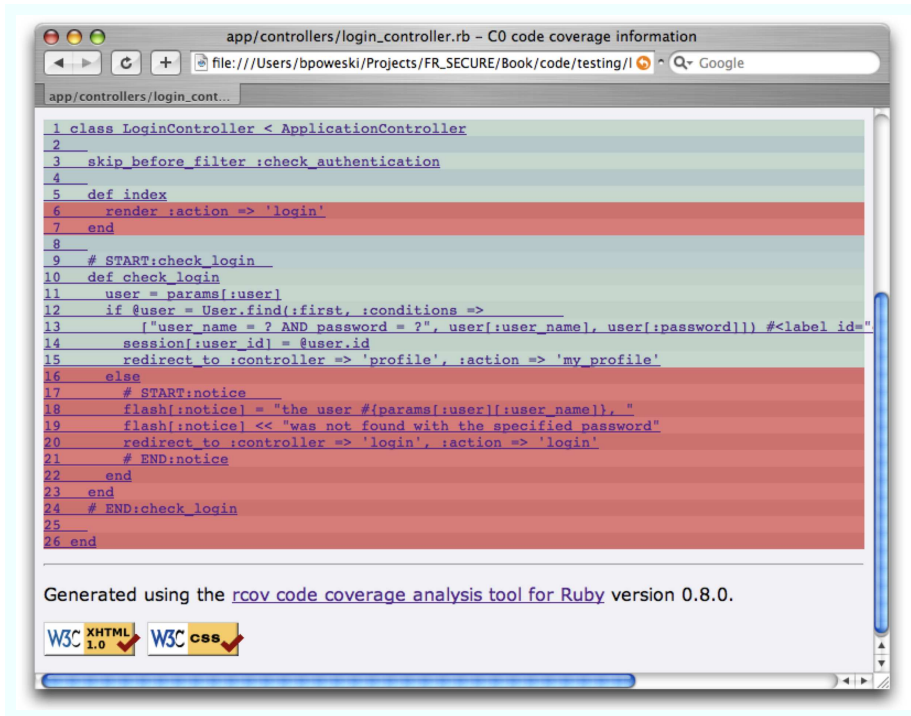 app/controllers/login_controller.rb – C0 code coverage information
file:///Users/bpoweski/Projects/FR_SECURE/Book/code/testing/l
Google
app/controllers/login_cont...
1 class LoginController < ApplicationController
2
3   skip_before_filter :check_authentication
4
5   def index
6     render :action => 'login'
7   end
8
9   # START:check_login
10   def check_login
11     user = params[:user]
12     if @user = User.find(:first, :conditions =>
13         ["user_name = ? AND password = ?", user[:user_name], user[:password]]) #<label id="
14       session[:user_id] = @user.id
15       redirect_to :controller => 'profile', :action => 'my_profile'
16     else
17       # START:notice
18       flash[:notice] = "the user #{params[:user][:user_name]}, "
19       flash[:notice] << "was not found with the specified password"
20       redirect_to :controller => 'login', :action => 'login'
21       # END:notice
22     end
23   end
24   # END:check_login
25
26 end
Generated using the rcov code coverage analysis tool for Ruby version 0.8.0.
W3C XHTML 1.0 W3C css